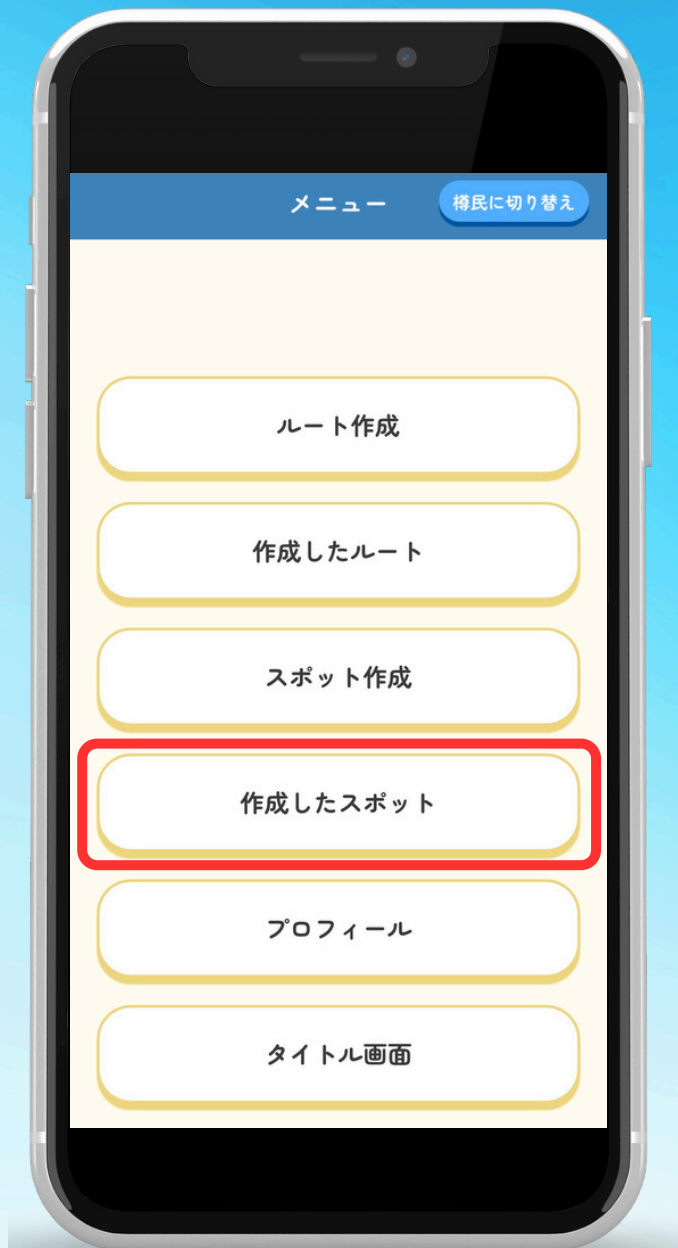 メニュー
樽民に切り替え
ルート作成
作成したルート
スポット作成
作成したスポット
プロフィール
タイトル画面